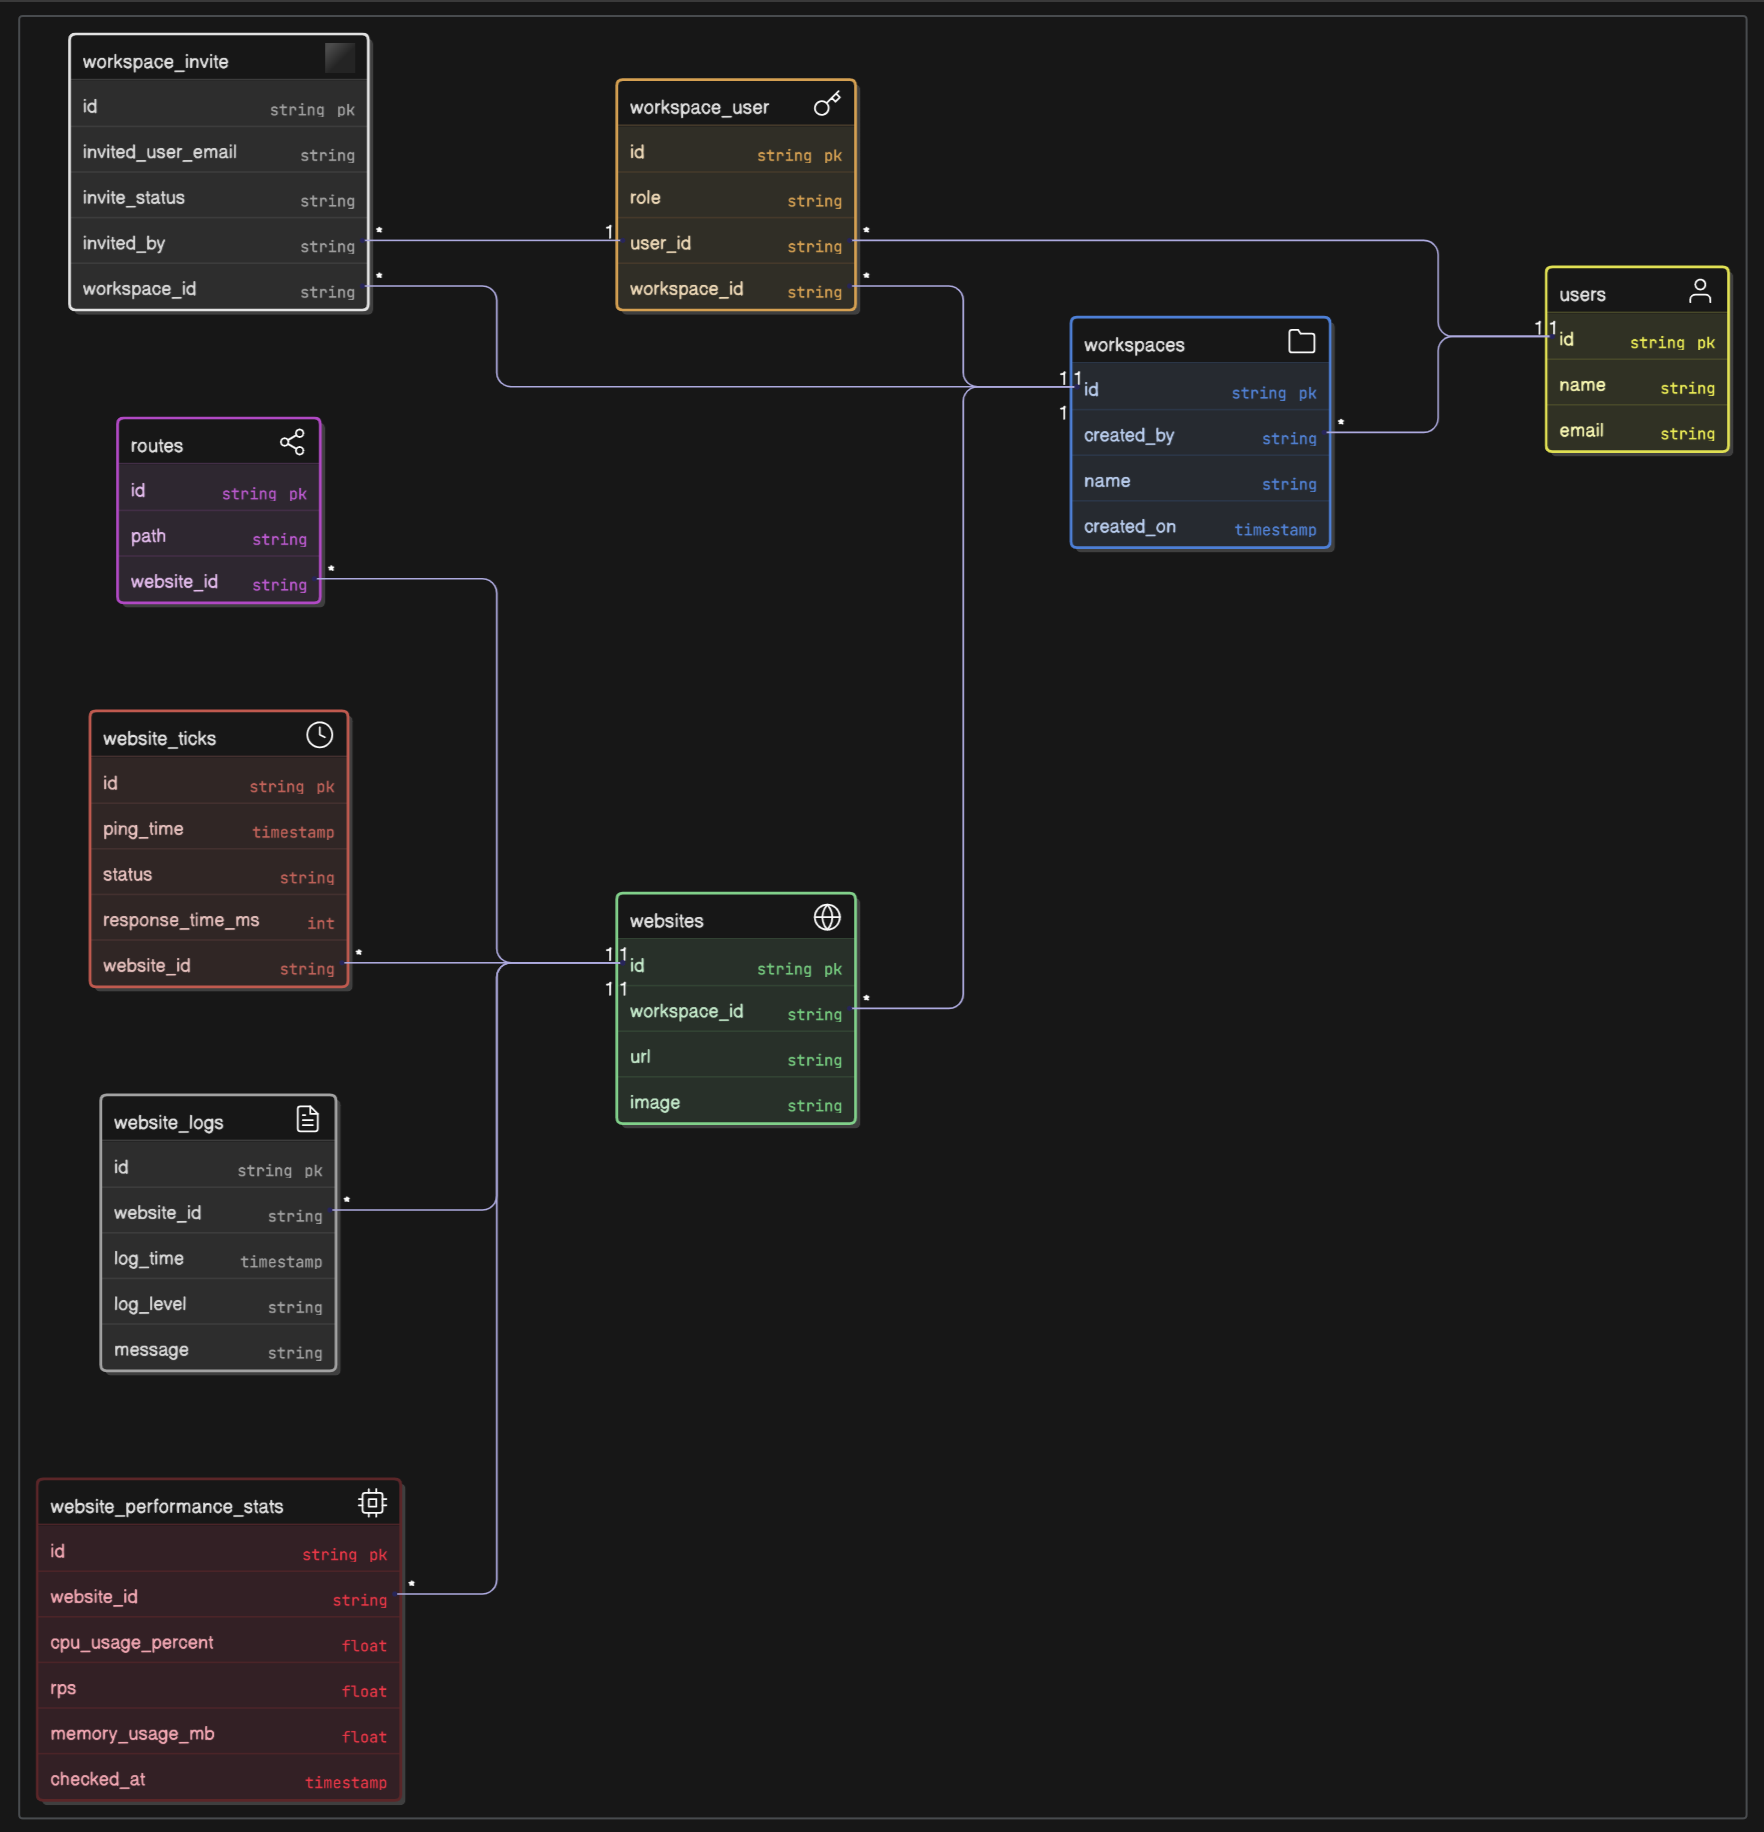 workspace_invite
id string pk
invited_user_email string
invite_status string
invited_by string
workspace_id string
*
*
workspace_user
id string pk
role string
user_id string
workspace_id string
1
*
*
users
id string pk
name string
email string
1 1
workspaces
id string pk
created_by string
name string
created_on timestamp
1 1
1
*
routes
id string pk
path string
website_id string
*
website_ticks
id string pk
ping_time timestamp
status string
response_time_ms int
website_id string
*
websites
id string pk
workspace_id string
url string
image string
1 1
1 1
*
website_logs
id string pk
website_id string
log_time timestamp
log_level string
message string
*
website_performance_stats
id string pk
website_id string
cpu_usage_percent float
rps float
memory_usage_mb float
checked_at timestamp
*